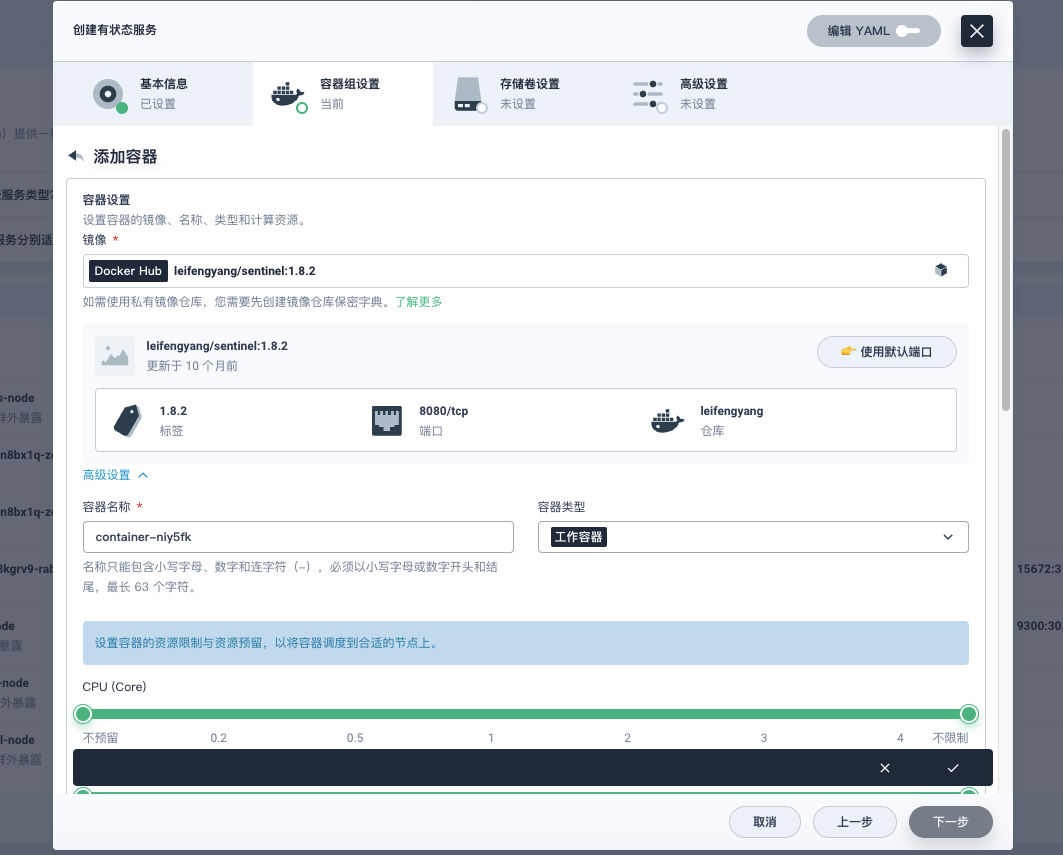 创建有状态服务
编辑 YAML
基本信息
已设置
容器组设置
当前
存储卷设置
未设置
高级设置
未设置
添加容器
容器设置
设置容器的镜像、名称、类型和计算资源。
镜像 *
Docker Hub leifengyang/sentinel:1.8.2
如需使用私有镜像仓库，您需要先创建镜像仓库保密字典。了解更多
leifengyang/sentinel:1.8.2
更新于 10 个月前
使用默认端口
1.8.2
标签
8080/tcp
端口
leifengyang
仓库
高级设置
容器名称 *
container-niy5fk
名称只能包含小写字母、数字和连字符（-），必须以小写字母或数字开头和结
尾，最长 63 个字符。
容器类型
工作容器
设置容器的资源限制与资源预留，以将容器调度到合适的节点上。
CPU (Core)
不预留 0.2 0.5 1 2 3 4 不限制
取消
上一步
下一步
）提供一
服务类型?
服务分别适
s-node
群外暴露
n8bx1q-z
n8bx1q-z
8kgrv9-rab
15672:3
ode
暴露
9300:30
-node
外暴露
l-node
群外暴露